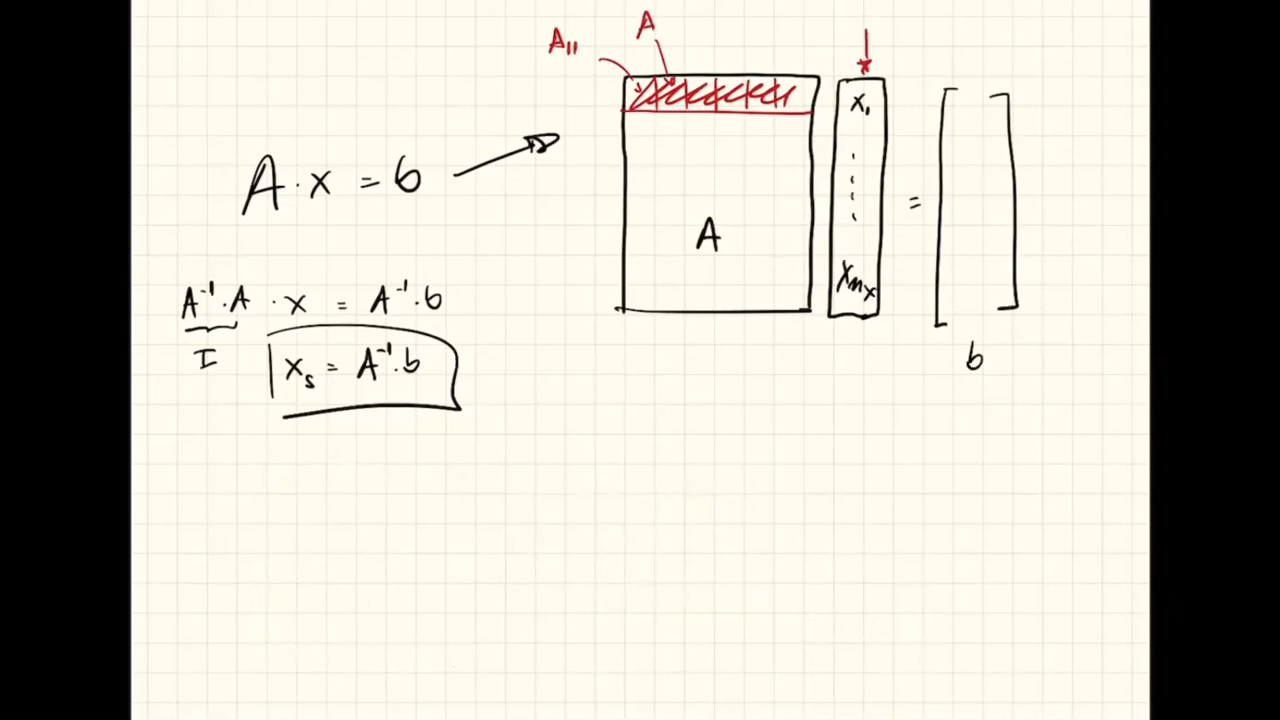 A₁₁ A
A · x = b
A x₁ = 
⋮
xₙₓ
b
A⁻¹ · A · x = A⁻¹ · b
I
xₛ = A⁻¹ · b